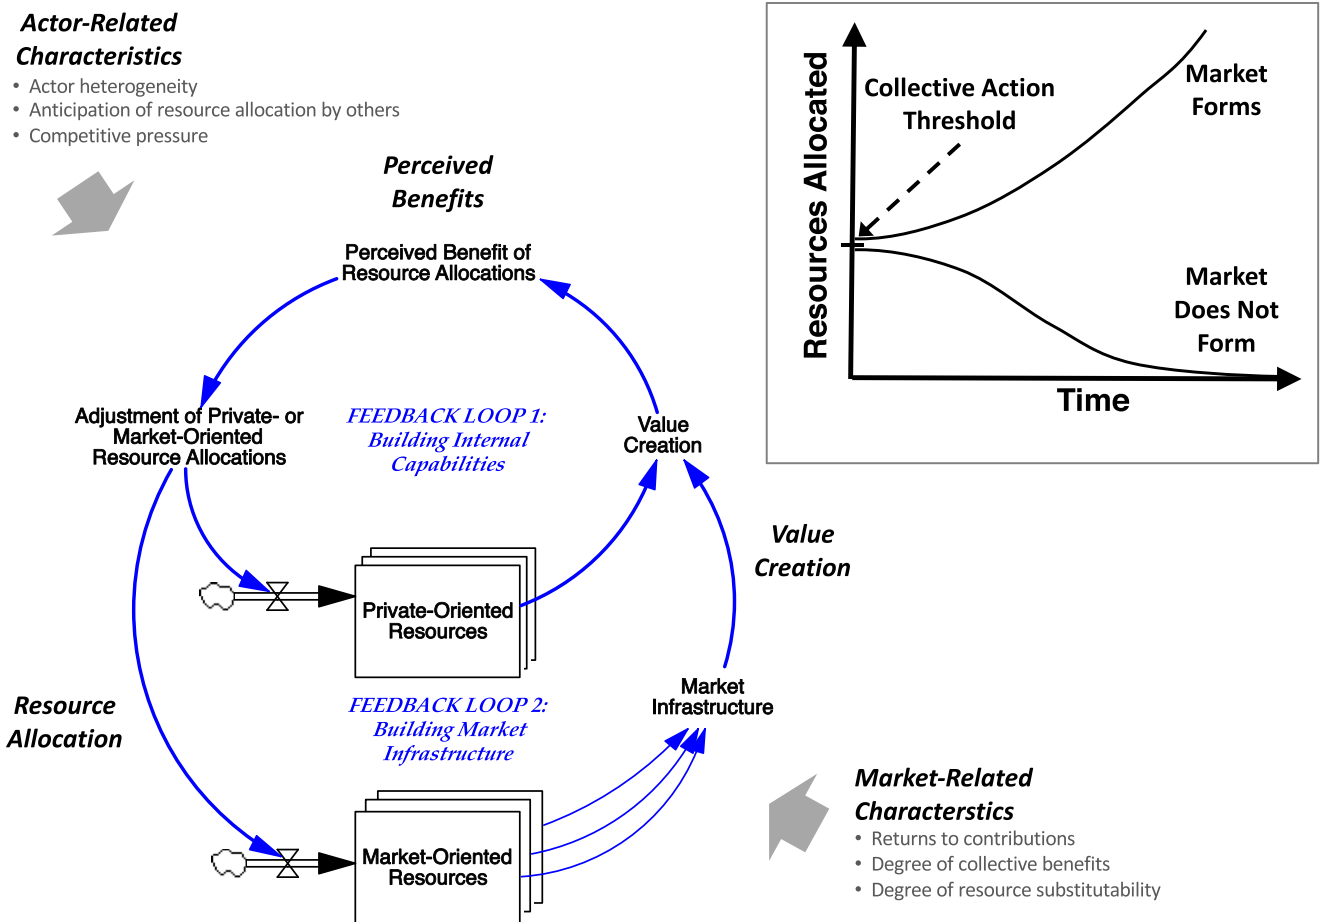 Actor-Related
Characteristics
• Actor heterogeneity
• Anticipation of resource allocation by others
• Competitive pressure
Perceived
Benefits
Perceived Benefit of
Resource Allocations
Adjustment of Private- or
Market-Oriented
Resource Allocations
FEEDBACK LOOP 1:
Building Internal
Capabilities
Value
Creation
Private-Oriented
Resources
Value
Creation
Resource
Allocation
FEEDBACK LOOP 2:
Building Market
Infrastructure
Market
Infrastructure
Market-Oriented
Resources
Market-Related
Characterstics
• Returns to contributions
• Degree of collective benefits
• Degree of resource substitutability
Resources Allocated
Collective Action
Threshold
Market
Forms
Market
Does Not
Form
Time